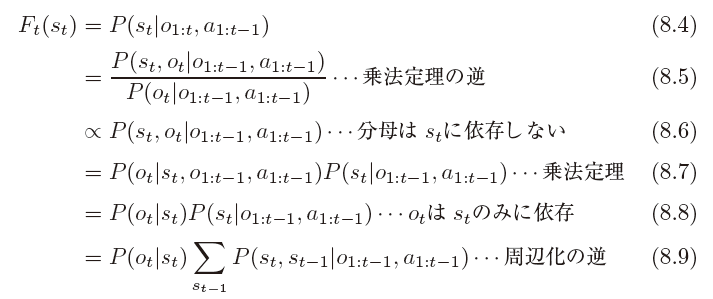 F_t(s_t) = P(s_t|o_{1:t}, a_{1:t−1}) (8.4)
= \frac{P(s_t, o_t|o_{1:t−1}, a_{1:t−1})}{P(o_t|o_{1:t−1}, a_{1:t−1})} ··· 乗法定理の逆 (8.5)
∝ P(s_t, o_t|o_{1:t−1}, a_{1:t−1}) ··· 分母は s_tに依存しない (8.6)
= P(o_t|s_t, o_{1:t−1}, a_{1:t−1})P(s_t|o_{1:t−1}, a_{1:t−1}) ··· 乗法定理 (8.7)
= P(o_t|s_t)P(s_t|o_{1:t−1}, a_{1:t−1}) ··· o_tは s_tのみに依存 (8.8)
= P(o_t|s_t) \sum_{s_{t−1}} P(s_t, s_{t−1}|o_{1:t−1}, a_{1:t−1}) ··· 周辺化の逆 (8.9)